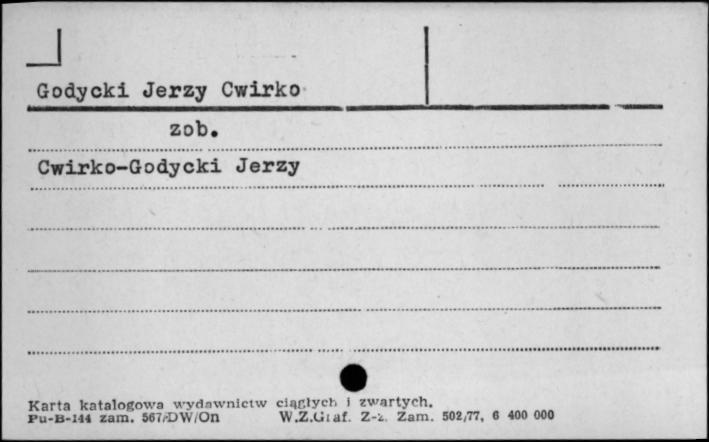 Godycki Jerzy Cwirko
zob.
Cwirko-Godycki Jerzy
Karta katalogowa wydawnictw ciągłych i zwartych.
Pu-B-144 zam. 567/DW/On W.Z.Graf. Z-2. Zam. 502/77, 6 400 000